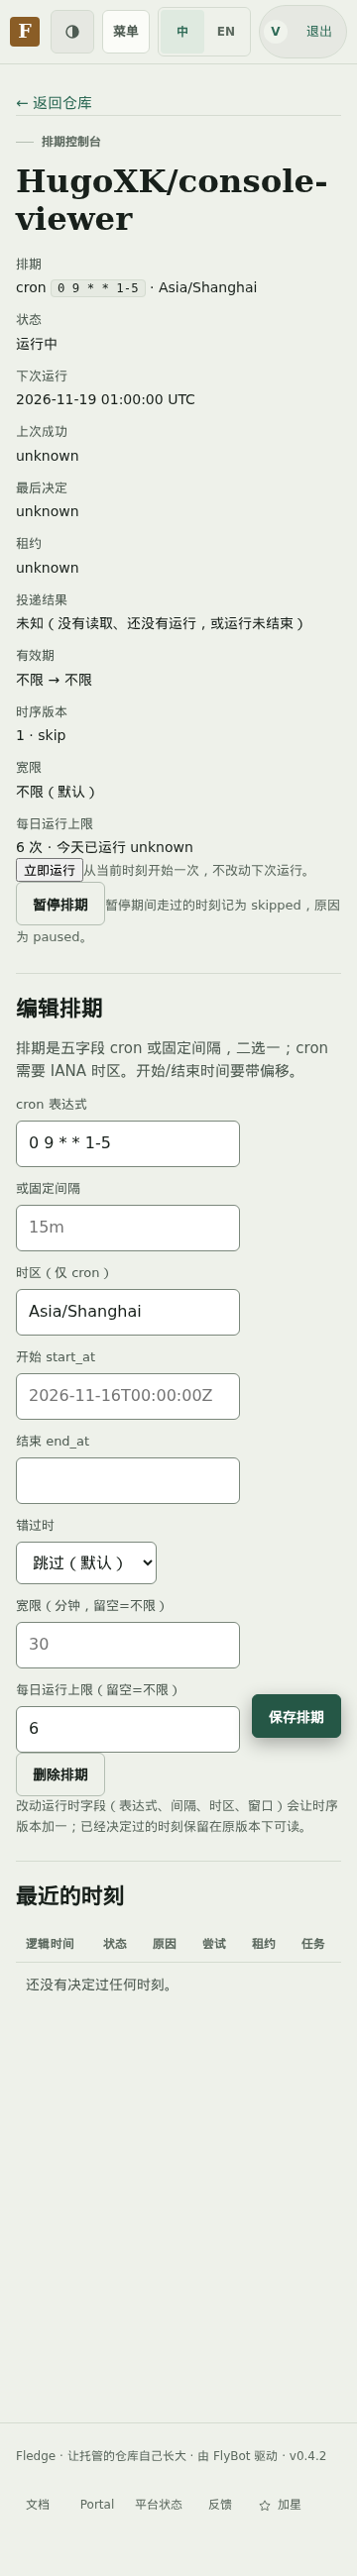 F 菜单 中 EN V 退出
← 返回仓库
排期控制台
HugoXK/console-
viewer
排期
cron 0 9 * * 1-5 · Asia/Shanghai
状态
运行中
下次运行
2026-11-19 01:00:00 UTC
上次成功
unknown
最后决定
unknown
租约
unknown
投递结果
未知（没有读取、还没有运行，或运行未结束）
有效期
不限 → 不限
时序版本
1 · skip
宽限
不限（默认）
每日运行上限
6 次 · 今天已运行 unknown
立即运行 从当前时刻开始一次，不改动下次运行。
暂停排期 暂停期间走过的时刻记为 skipped，原因
为 paused。
编辑排期
排期是五字段 cron 或固定间隔，二选一；cron
需要 IANA 时区。开始/结束时间要带偏移。
cron 表达式
0 9 * * 1-5
或固定间隔
15m
时区（仅 cron）
Asia/Shanghai
开始 start_at
2026-11-16T00:00:00Z
结束 end_at
错过时
跳过（默认）
宽限（分钟，留空=不限）
30
每日运行上限（留空=不限）
6 保存排期
删除排期
改动运行时字段（表达式、间隔、时区、窗口）会让时序
版本加一；已经决定过的时刻保留在原版本下可读。
最近的时刻
逻辑时间 状态 原因 尝试 租约 任务
还没有决定过任何时刻。
Fledge · 让托管的仓库自己长大 · 由 FlyBot 驱动 · v0.4.2
文档 Portal 平台状态 反馈 加星